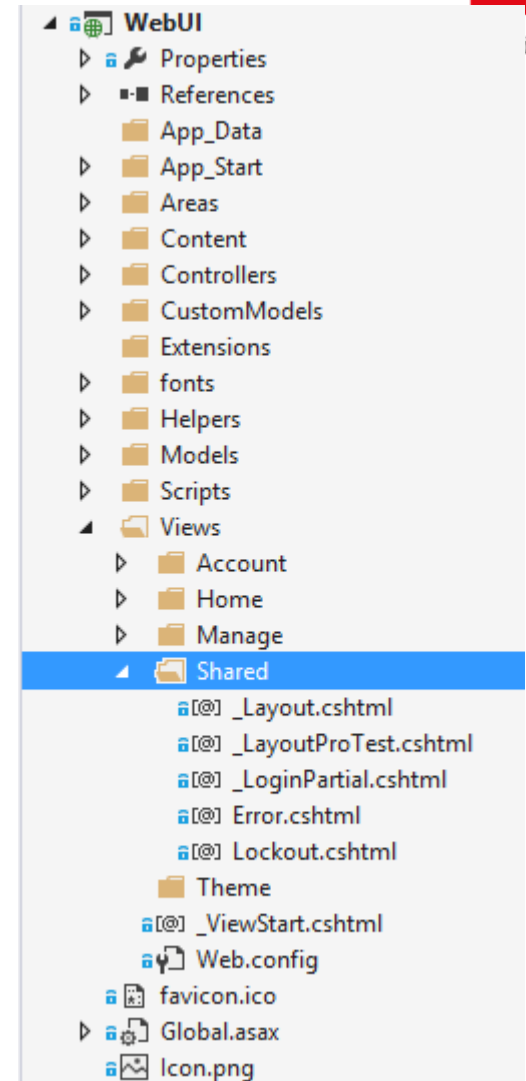 WebUI
Properties
References
App_Data
App_Start
Areas
Content
Controllers
CustomModels
Extensions
fonts
Helpers
Models
Scripts
Views
Account
Home
Manage
Shared
[@] _Layout.cshtml
[@] _LayoutProTest.cshtml
[@] _LoginPartial.cshtml
[@] Error.cshtml
[@] Lockout.cshtml
Theme
[@] _ViewStart.cshtml
Web.config
favicon.ico
Global.asax
Icon.png